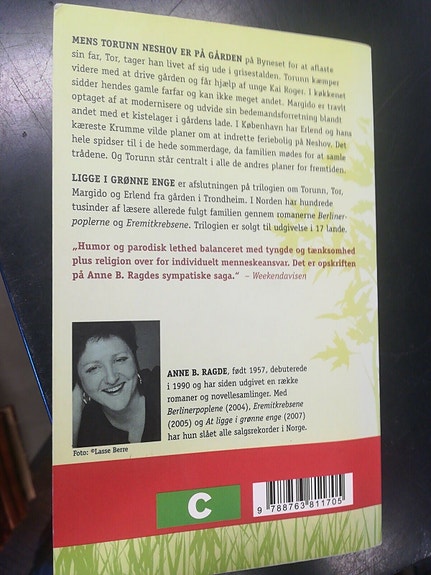 MENS TORUNN NESHOV ER PÅ GÅRDEN på Byneset for at aflaste
sin far, Tor, tager han livet af sig ude i grisestalden. Torunn kæmper
videre med at drive gården og får hjælp af unge Kai Roger. I køkkenet
sidder hendes gamle farfar og kan ikke meget andet. Margido er travlt
optaget af at modernisere og udvide sin bedemandsforretning blandt
andet med et kistelager i gårdens lade. I København har Erlend og hans
kæreste Krumme vilde planer om at indrette feriebolig på Neshov. Det
hele spidser til i de hede sommerdage, da familien mødes for at samle
trådene. Og Torunn står centralt i alle de andres planer for fremtiden.
LIGGE I GRØNNE ENGE er afslutningen på trilogien om Torunn, Tor,
Margido og Erlend fra gården i Trondheim. I Norden har hundrede
tusinder af læsere allerede fulgt familien gennem romanerne Berliner-
poplerne og Eremitkrebsene. Trilogien er solgt til udgivelse i 17 lande.
„Humor og parodisk lethed balanceret med tyngde og tænksomhed
plus religion over for individuelt menneskeansvar. Det er opskriften
på Anne B. Ragdes sympatiske saga.“ – Weekendavisen
ANNE B. RAGDE, født 1957, debuterede
i 1990 og har siden udgivet en række
romaner og novellesamlinger. Med
Berlinerpoplerne (2004), Eremitkrebsene
(2005) og At ligge i grønne enge (2007)
har hun slået alle salgsrekorder i Norge.
Foto: ©Lasse Berre
C
9 788763 811705